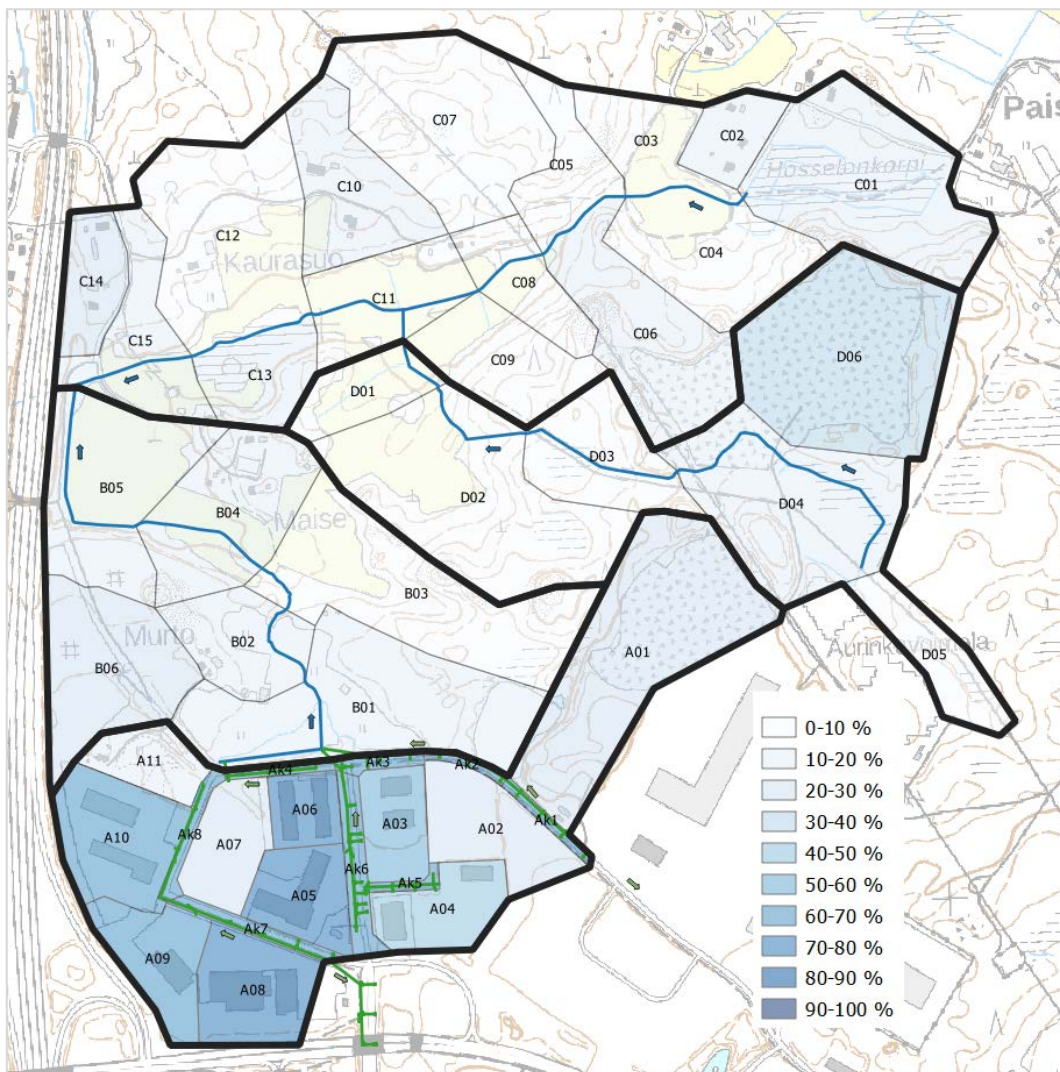 Pais
C07
C02
C03
C05
Hosselonkorpi
C01
C10
C12
C04
Kaurasuo
C14
C08
C11
C15
C06
D06
C09
C13
D01
D03
B05
D02
D04
B04
Maise
B03
Murto
B02
A01
Aurinkovoimala
B06
D05
B01
A11
Ak4
Ak3
Ak2
A06
A03
Ak1
A10
Ak8
A07
A02
Ak6
Ak5
A05
A04
Ak7
A09
A08
0-10 %
10-20 %
20-30 %
30-40 %
40-50 %
50-60 %
60-70 %
70-80 %
80-90 %
90-100 %